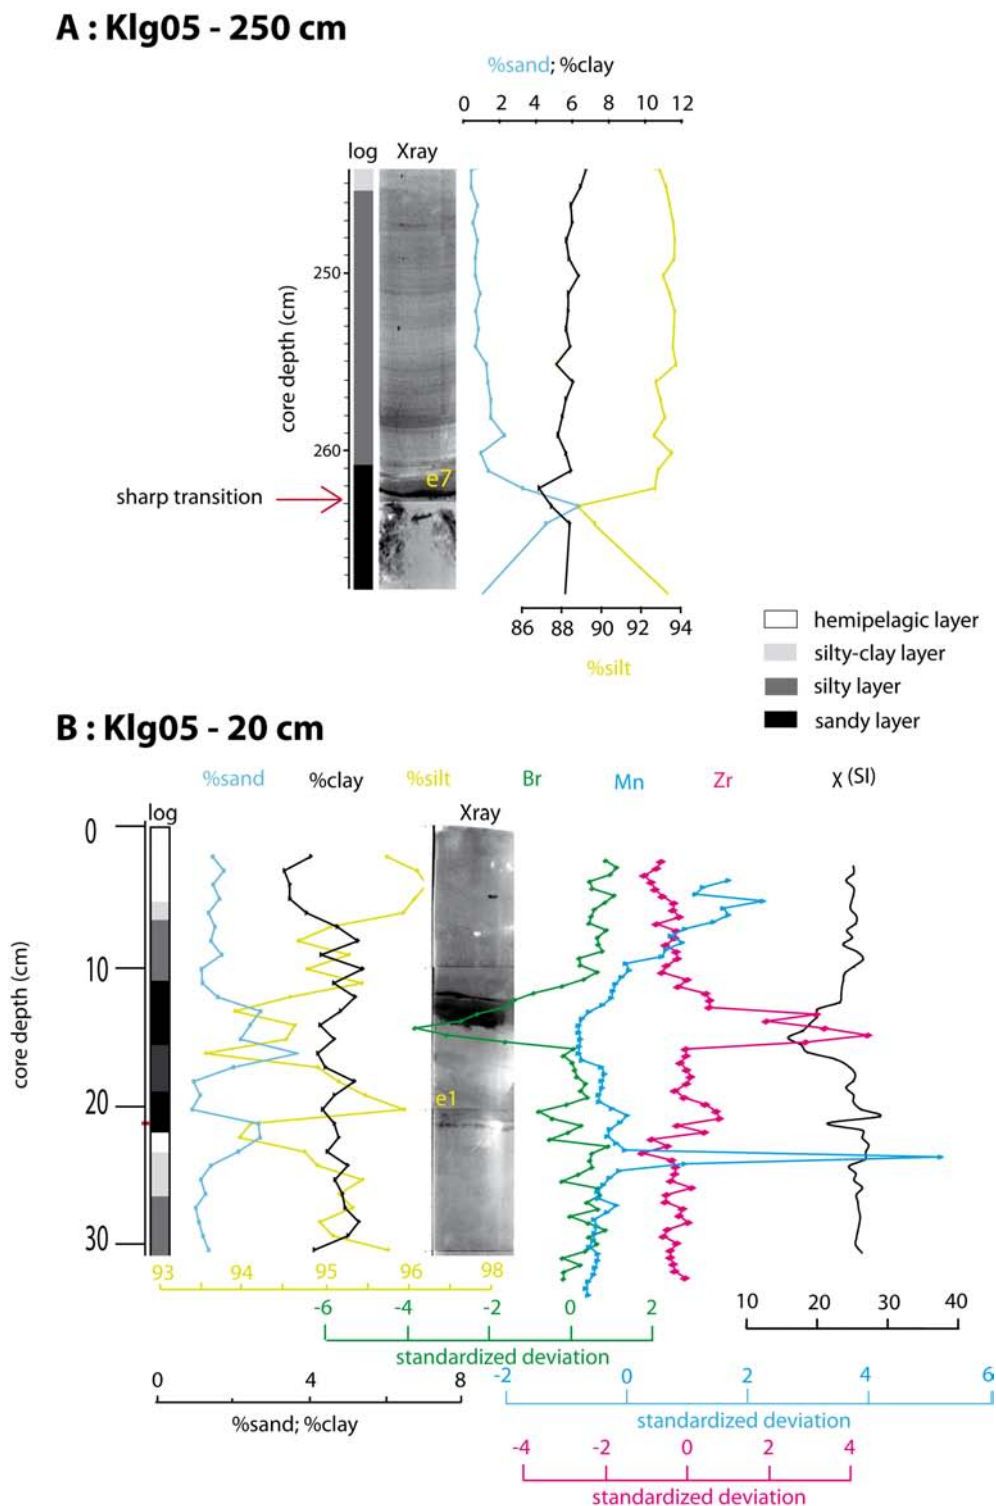 A : Klg05 - 250 cm
%sand; %clay
0 2 4 6 8 10 12
log Xray
250
core depth (cm)
260
e7
sharp transition
86 88 90 92 94
%silt
hemipelagic layer
silty-clay layer
silty layer
sandy layer
B : Klg05 - 20 cm
%sand %clay %silt Br Mn Zr χ (SI)
log Xray
0
10
core depth (cm)
20
e1
30
93 94 95 96 98
-6 -4 -2 0 2
10 20 30 40
standardized deviation
0 4 8
%sand; %clay
-2 0 2 4 6
standardized deviation
-4 -2 0 2 4
standardized deviation